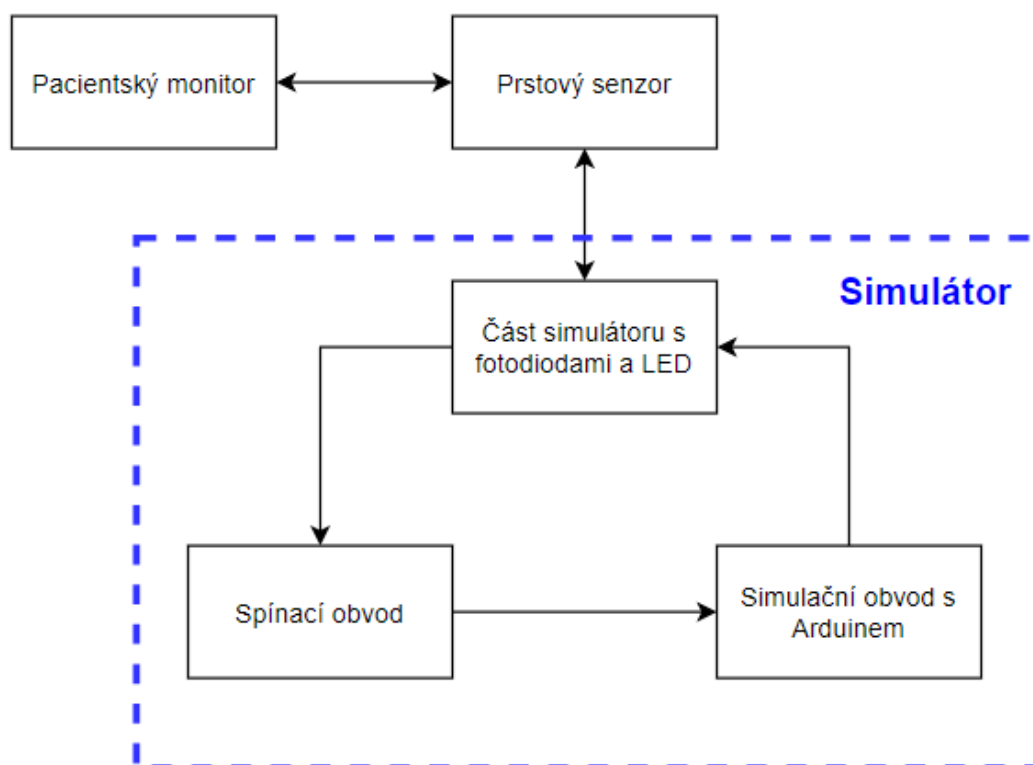 Pacientský monitor
Prstový senzor
Simulátor
Část simulátoru s
fotodiodami a LED
Spínací obvod
Simulační obvod s
Arduinem